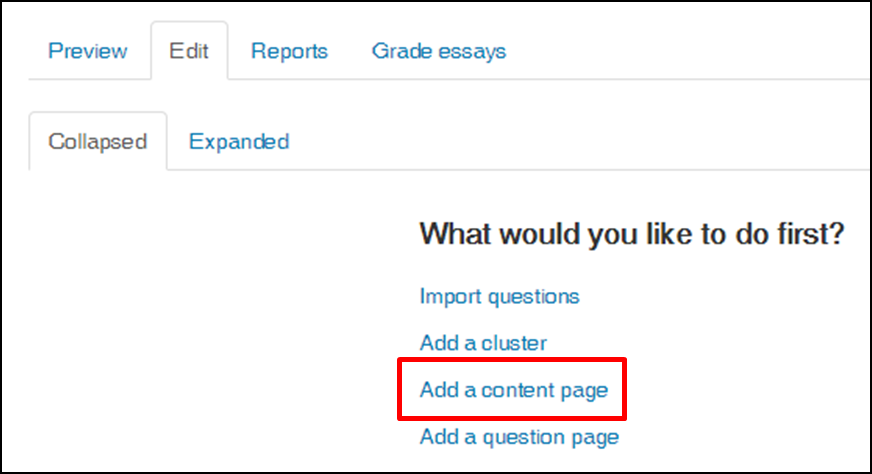 Preview Edit Reports Grade essays
Collapsed Expanded
What would you like to do first?
Import questions
Add a cluster
Add a content page
Add a question page